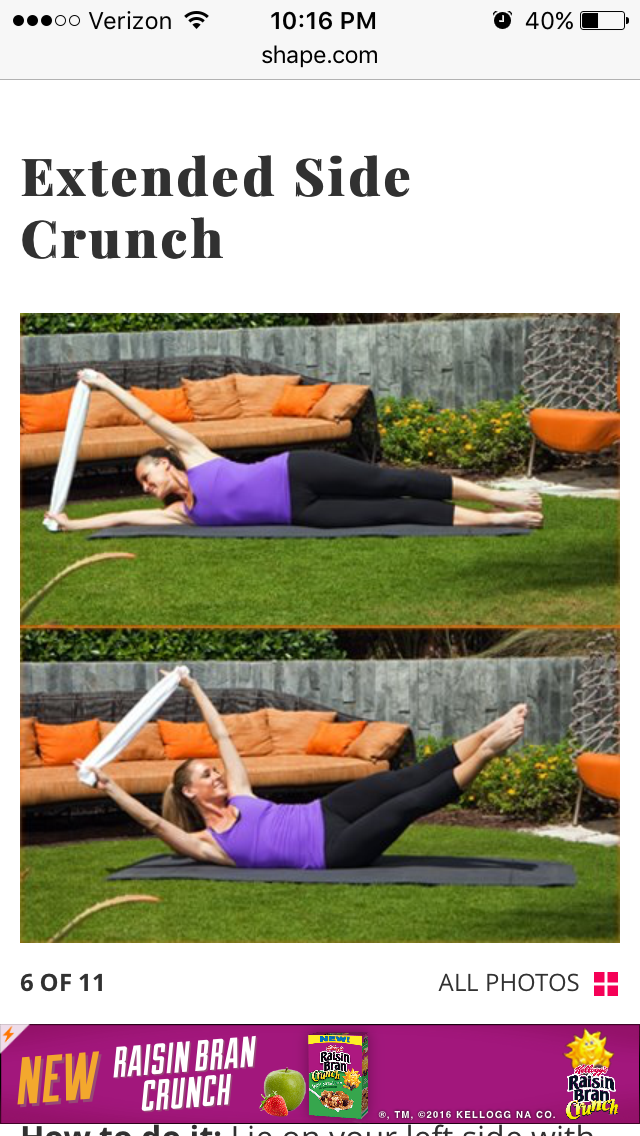 Verizon 10:16 PM 40%
shape.com
Extended Side
Crunch
6 OF 11 ALL PHOTOS
NEW RAISIN BRAN
CRUNCH
NEW!
Kellogg's
Raisin
Bran
Crunch
®, TM, ©2016 KELLOGG NA CO.
Kellogg's
Raisin
Bran
Crunch
How to do it: Lie on your left side with